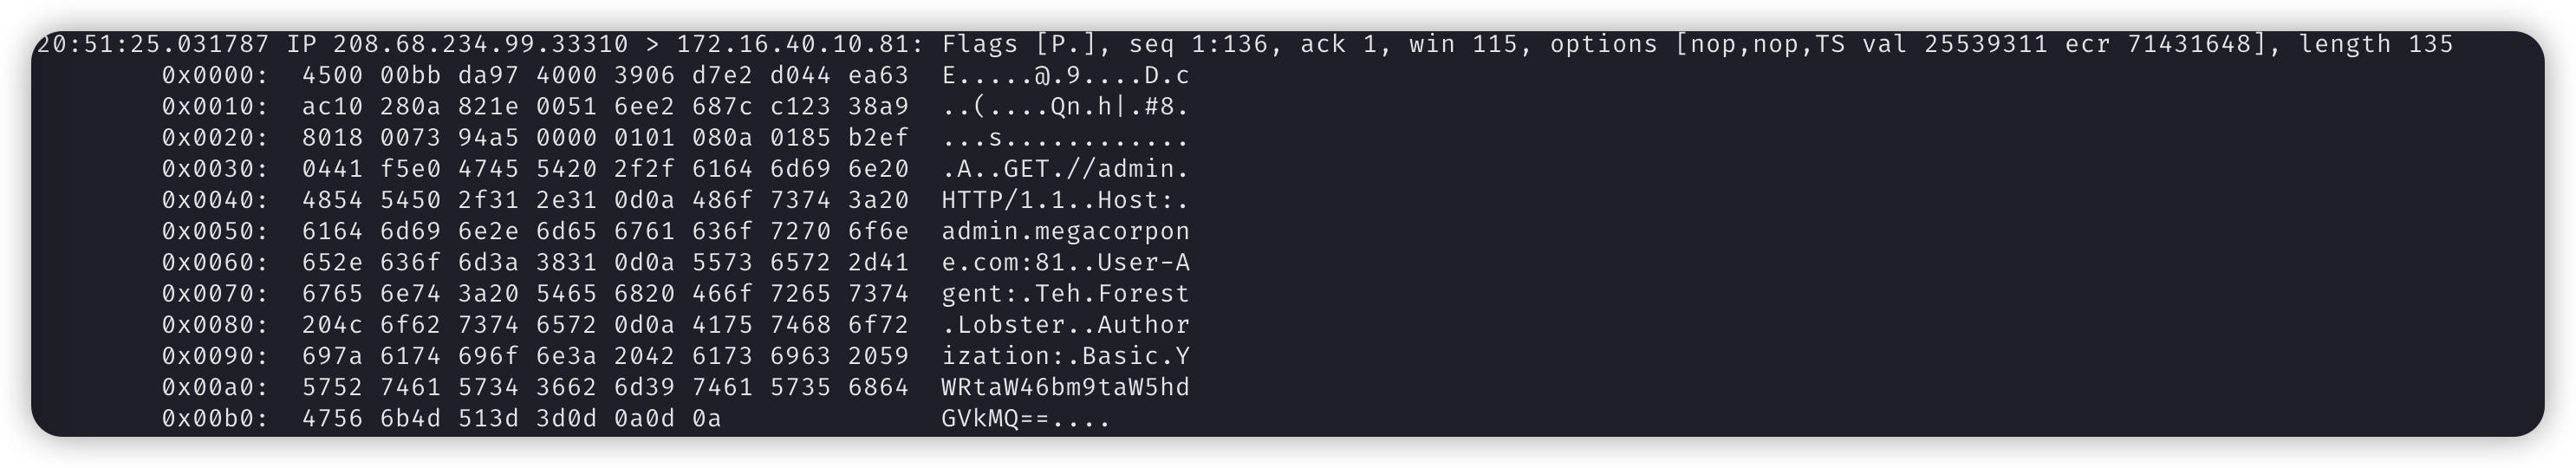 20:51:25.031787 IP 208.68.234.99.33310 > 172.16.40.10.81: Flags [P.], seq 1:136, ack 1, win 115, options [nop,nop,TS val 25539311 ecr 71431648], length 135
0x0000: 4500 00bb da97 4000 3906 d7e2 d044 ea63 E.....@.9....D.c
0x0010: ac10 280a 821e 0051 6ee2 687c c123 38a9 ..(....Qn.h|.#8.
0x0020: 8018 0073 94a5 0000 0101 080a 0185 b2ef ...s............
0x0030: 0441 f5e0 4745 5420 2f2f 6164 6d69 6e20 .A..GET.//admin.
0x0040: 4854 5450 2f31 2e31 0d0a 486f 7374 3a20 HTTP/1.1..Host:.
0x0050: 6164 6d69 6e2e 6d65 6761 636f 7270 6f6e admin.megacorpon
0x0060: 652e 636f 6d3a 3831 0d0a 5573 6572 2d41 e.com:81..User-A
0x0070: 6765 6e74 3a20 5465 6820 466f 7265 7374 gent:.Teh.Forest
0x0080: 204c 6f62 7374 6572 0d0a 4175 7468 6f72 .Lobster..Author
0x0090: 697a 6174 696f 6e3a 2042 6173 6963 2059 ization:.Basic.Y
0x00a0: 5752 7461 5734 3662 6d39 7461 5735 6864 WRtaW46bm9taW5hd
0x00b0: 4756 6b4d 513d 3d0d 0a0d 0a GVkMQ==....